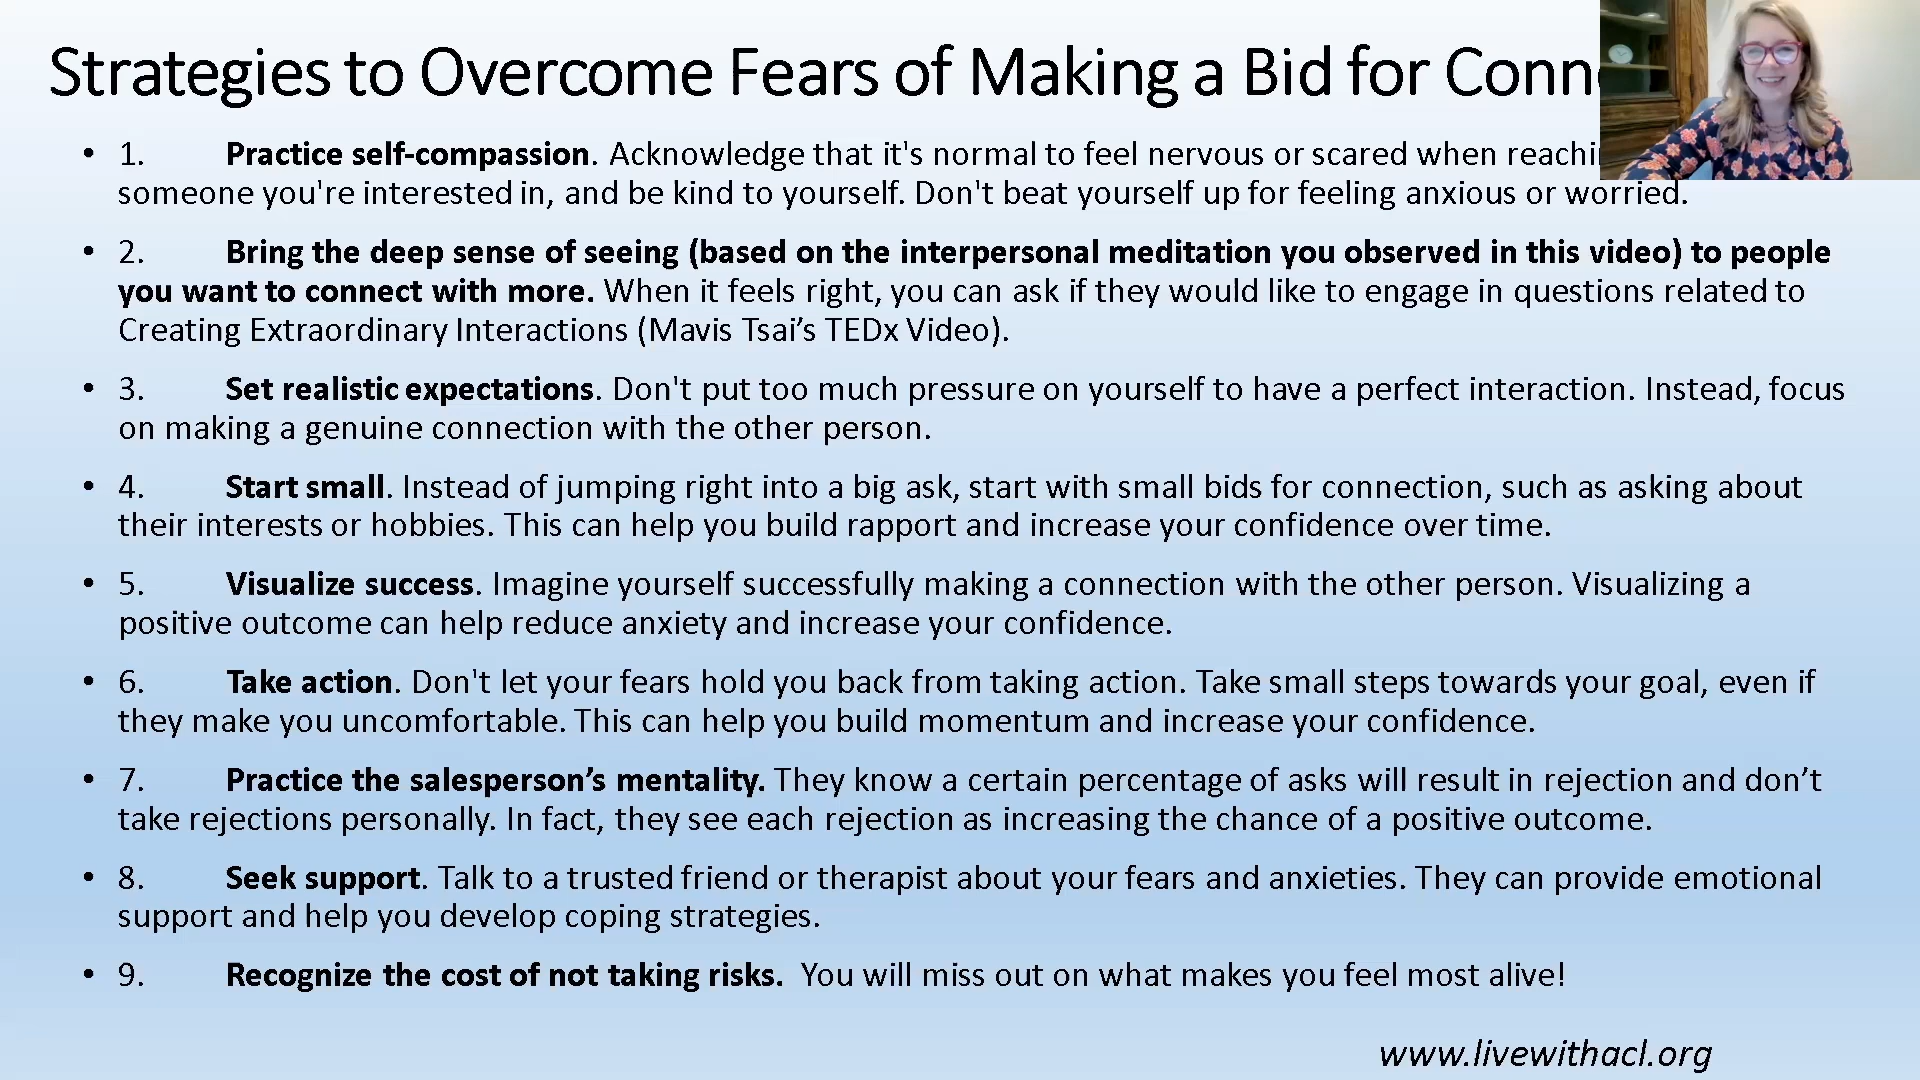 Strategies to Overcome Fears of Making a Bid for
• 1. Practice self-compassion. Acknowledge that it's normal to feel nervous or scared when
someone you're interested in, and be kind to yourself. Don't beat yourself up for feeling anxious or worried.
• 2. Bring the deep sense of seeing (based on the interpersonal meditation you observed in this video) to people
you want to connect with more. When it feels right, you can ask if they would like to engage in questions related to
Creating Extraordinary Interactions (Mavis Tsai’s TEDx Video).
• 3. Set realistic expectations. Don't put too much pressure on yourself to have a perfect interaction. Instead, focus
on making a genuine connection with the other person.
• 4. Start small. Instead of jumping right into a big ask, start with small bids for connection, such as asking about
their interests or hobbies. This can help you build rapport and increase your confidence over time.
• 5. Visualize success. Imagine yourself successfully making a connection with the other person. Visualizing a
positive outcome can help reduce anxiety and increase your confidence.
• 6. Take action. Don't let your fears hold you back from taking action. Take small steps towards your goal, even if
they make you uncomfortable. This can help you build momentum and increase your confidence.
• 7. Practice the salesperson’s mentality. They know a certain percentage of asks will result in rejection and don’t
take rejections personally. In fact, they see each rejection as increasing the chance of a positive outcome.
• 8. Seek support. Talk to a trusted friend or therapist about your fears and anxieties. They can provide emotional
support and help you develop coping strategies.
• 9. Recognize the cost of not taking risks. You will miss out on what makes you feel most alive!
www.livewithacl.org